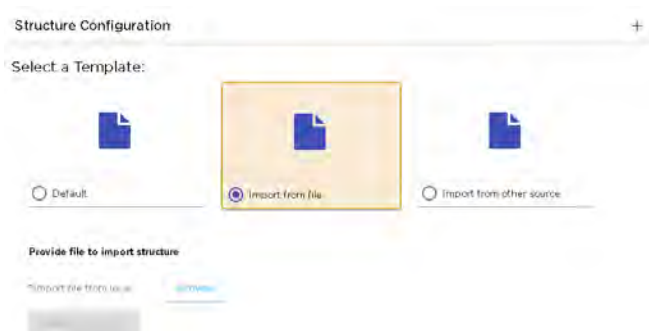 Structure Configuration +
Select a Template:
Default Import from file Import from other source
Provide file to import structure